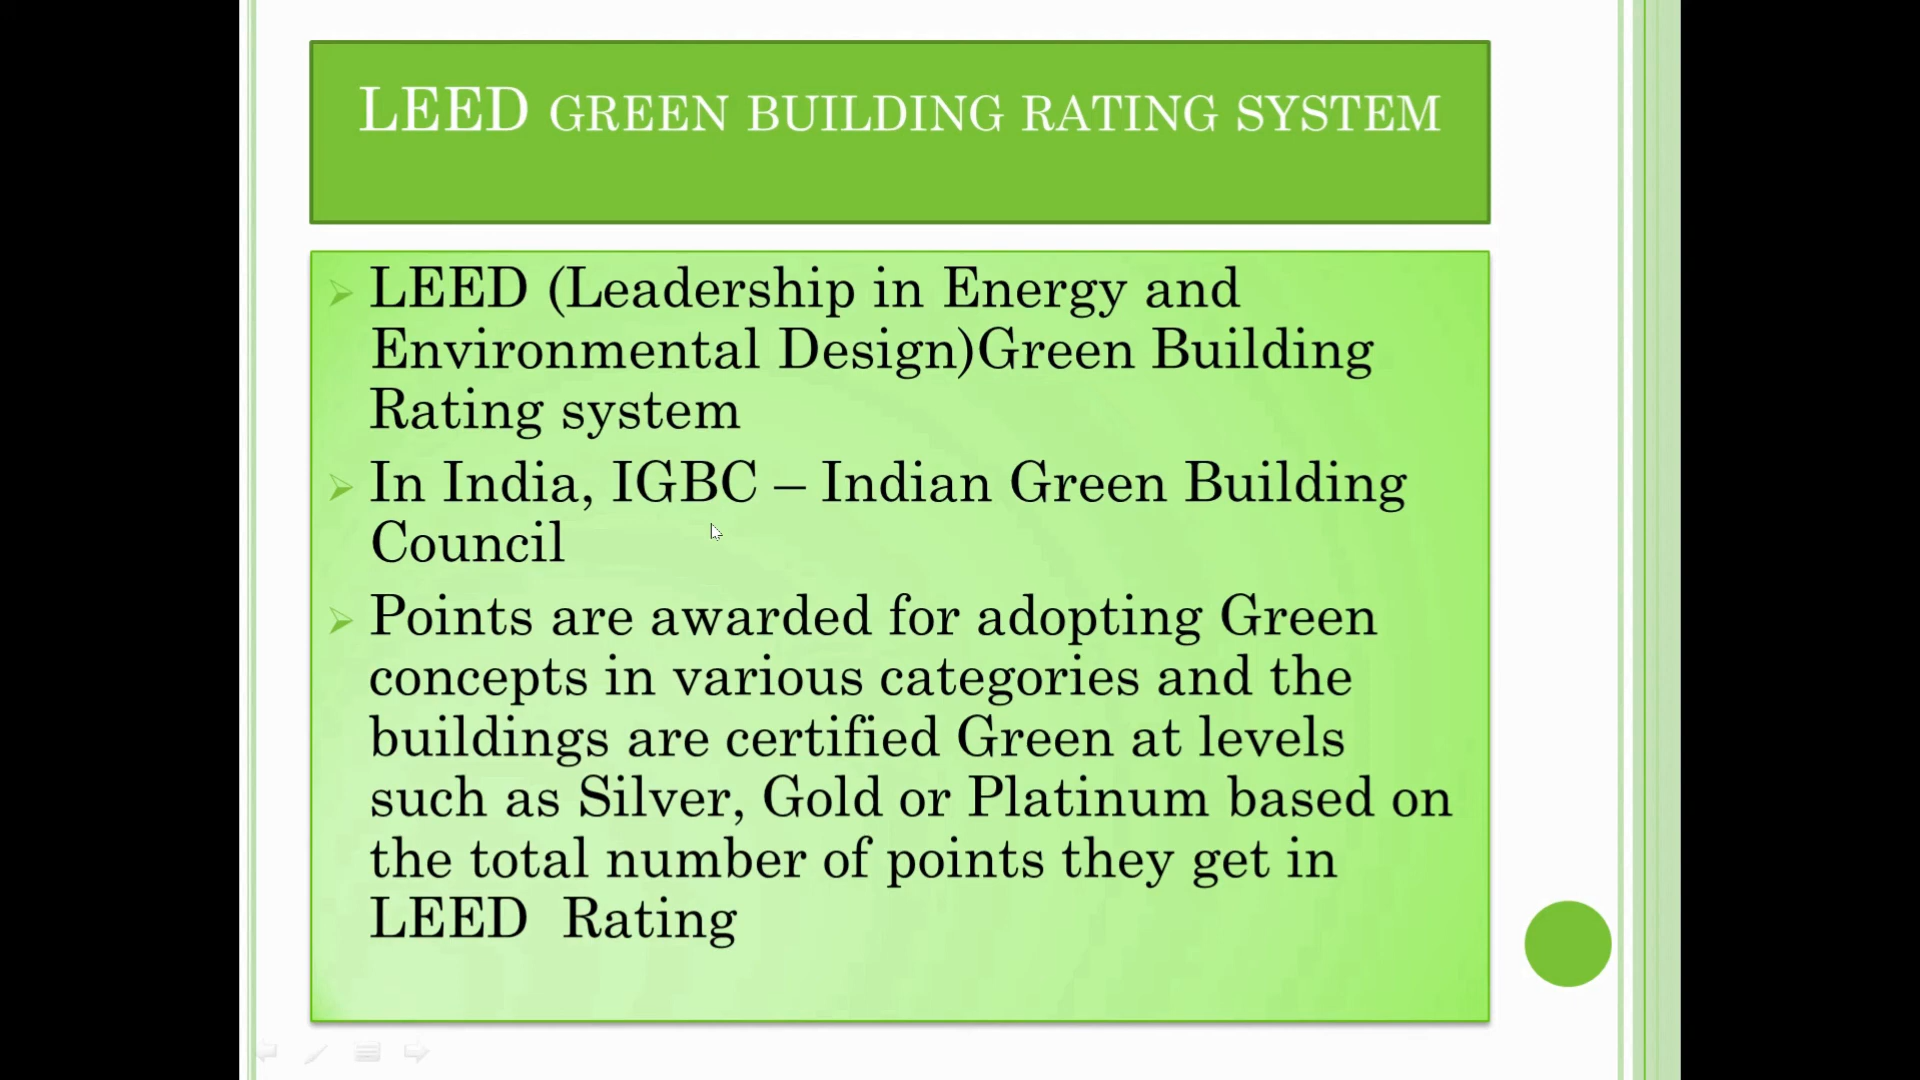 LEED GREEN BUILDING RATING SYSTEM
LEED (Leadership in Energy and
Environmental Design)Green Building
Rating system
In India, IGBC – Indian Green Building
Council
Points are awarded for adopting Green
concepts in various categories and the
buildings are certified Green at levels
such as Silver, Gold or Platinum based on
the total number of points they get in
LEED  Rating